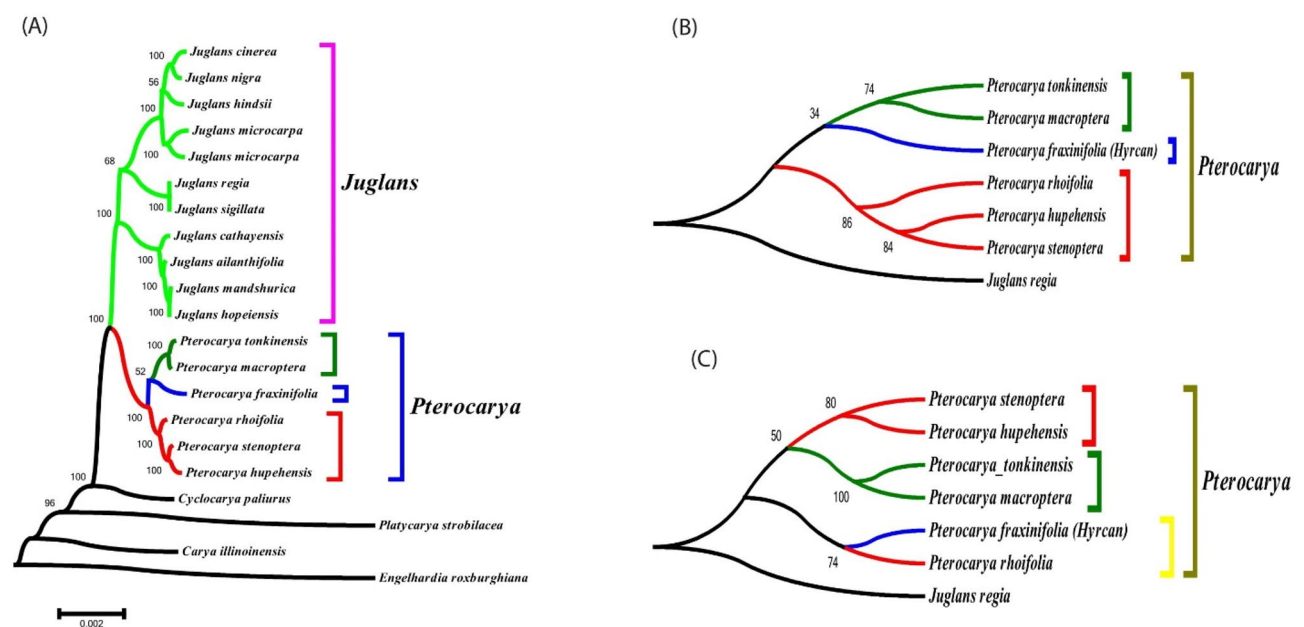 (A)
100
Juglans cinerea
Juglans nigra
56
Juglans hindsii
100
Juglans microcarpa
100
Juglans microcarpa
68
Juglans regia
100
Juglans sigillata
100
Juglans cathayensis
100
Juglans ailanthifolia
100
Juglans mandshurica
100
Juglans hopeiensis
Juglans
100
100
Pterocarya tonkinensis
Pterocarya macroptera
52
Pterocarya fraxinifolia
100
Pterocarya rhoifolia
100
Pterocarya stenoptera
100
Pterocarya hupehensis
Pterocarya
100
Cyclocarya paliurus
96
Platycarya strobilacea
Carya illinoinensis
Engelhardia roxburghiana
0.002
(B)
74
Pterocarya tonkinensis
Pterocarya macroptera
34
Pterocarya fraxinifolia (Hyrcan)
Pterocarya rhoifolia
86
Pterocarya hupehensis
84
Pterocarya stenoptera
Juglans regia
Pterocarya
(C)
80
Pterocarya stenoptera
Pterocarya hupehensis
50
Pterocarya_tonkinensis
100
Pterocarya macroptera
Pterocarya fraxinifolia (Hyrcan)
74
Pterocarya rhoifolia
Juglans regia
Pterocarya